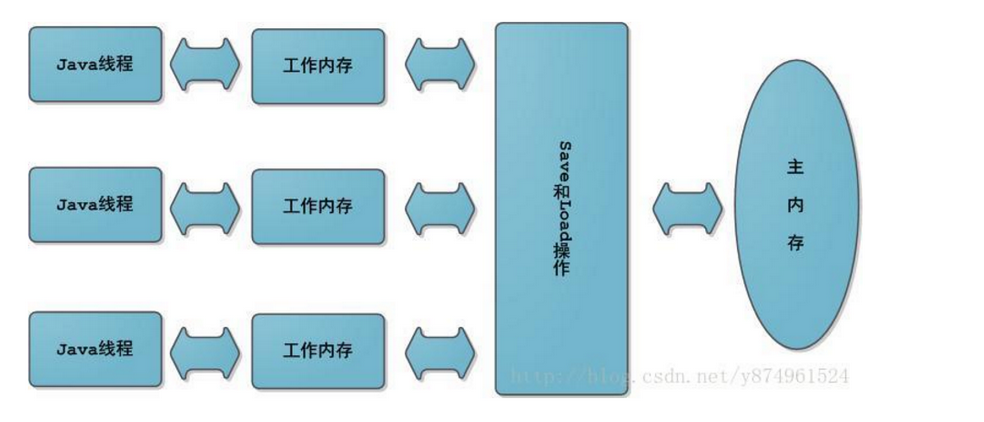 Java线程
工作内存
Java线程
工作内存
Java线程
工作内存
Save和Load操作
主
内
存
http://blog.csdn.net/y874961524